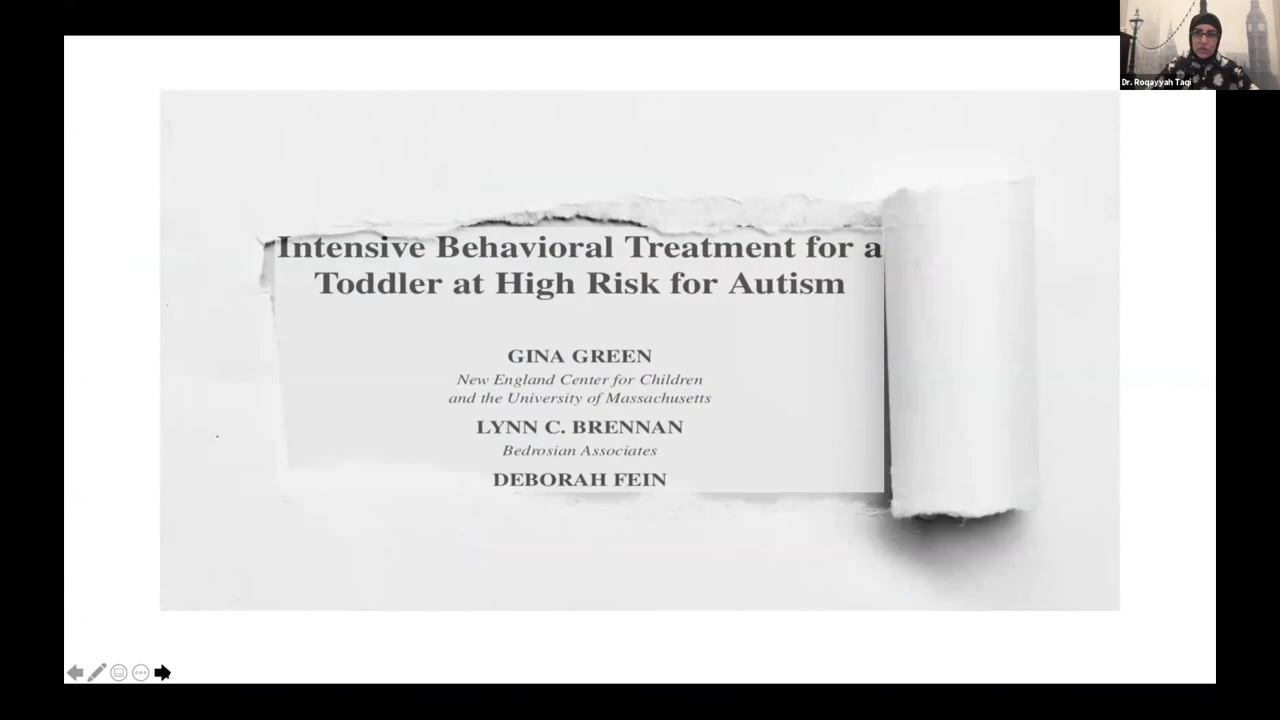 Dr. Roqayyah Taqi
Intensive Behavioral Treatment for a
Toddler at High Risk for Autism
GINA GREEN
New England Center for Children
and the University of Massachusetts
LYNN C. BRENNAN
Bedrosian Associates
DEBORAH FEIN